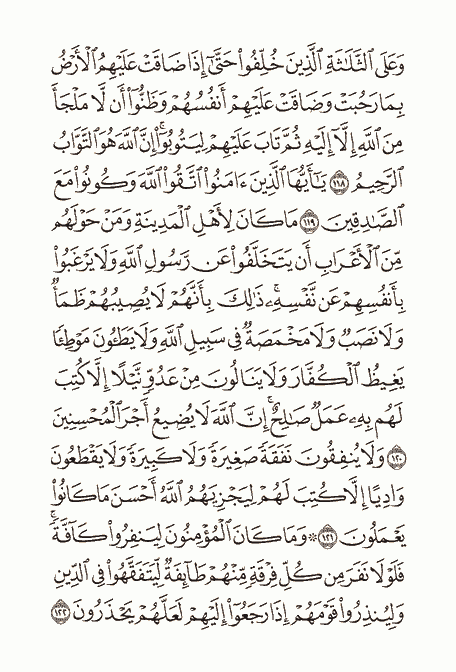 وَعَلَى ٱلثَّلَٰثَةِ ٱلَّذِينَ خُلِّفُوا۟ حَتَّىٰٓ إِذَا ضَاقَتْ عَلَيْهِمُ ٱلْأَرْضُ
بِمَا رَحُبَتْ وَضَاقَتْ عَلَيْهِمْ أَنفُسُهُمْ وَظَنُّوٓا۟ أَن لَّا مَلْجَأَ
مِنَ ٱللَّهِ إِلَّآ إِلَيْهِ ثُمَّ تَابَ عَلَيْهِمْ لِيَتُوبُوٓا۟ ۚ إِنَّ ٱللَّهَ هُوَ ٱلتَّوَّابُ
ٱلرَّحِيمُ ۝١١٨ يَٰٓأَيُّهَا ٱلَّذِينَ ءَامَنُوا۟ ٱتَّقُوا۟ ٱللَّهَ وَكُونُوا۟ مَعَ
ٱلصَّٰدِقِينَ ۝١١٩ مَا كَانَ لِأَهْلِ ٱلْمَدِينَةِ وَمَنْ حَوْلَهُم
مِّنَ ٱلْأَعْرَابِ أَن يَتَخَلَّفُوا۟ عَن رَّسُولِ ٱللَّهِ وَلَا يَرْغَبُوا۟
بِأَنفُسِهِمْ عَن نَّفْسِهِۦ ۚ ذَٰلِكَ بِأَنَّهُمْ لَا يُصِيبُهُمْ ظَمَأٌ
وَلَا نَصَبٌ وَلَا مَخْمَصَةٌ فِى سَبِيلِ ٱللَّهِ وَلَا يَطَـُٔونَ مَوْطِئًا
يَغِيظُ ٱلْكُفَّارَ وَلَا يَنَالُونَ مِنْ عَدُوٍّ نَّيْلًا إِلَّا كُتِبَ
لَهُم بِهِۦ عَمَلٌ صَٰلِحٌ ۚ إِنَّ ٱللَّهَ لَا يُضِيعُ أَجْرَ ٱلْمُحْسِنِينَ
۝١٢٠ وَلَا يُنفِقُونَ نَفَقَةً صَغِيرَةً وَلَا كَبِيرَةً وَلَا يَقْطَعُونَ
وَادِيًا إِلَّا كُتِبَ لَهُمْ لِيَجْزِيَهُمُ ٱللَّهُ أَحْسَنَ مَا كَانُوا۟
يَعْمَلُونَ ۝١٢١ ۞ وَمَا كَانَ ٱلْمُؤْمِنُونَ لِيَنفِرُوا۟ كَآفَّةً ۚ
فَلَوْلَا نَفَرَ مِن كُلِّ فِرْقَةٍ مِّنْهُمْ طَآئِفَةٌ لِّيَتَفَقَّهُوا۟ فِى ٱلدِّينِ
وَلِيُنذِرُوا۟ قَوْمَهُمْ إِذَا رَجَعُوٓا۟ إِلَيْهِمْ لَعَلَّهُمْ يَحْذَرُونَ ۝١٢٢